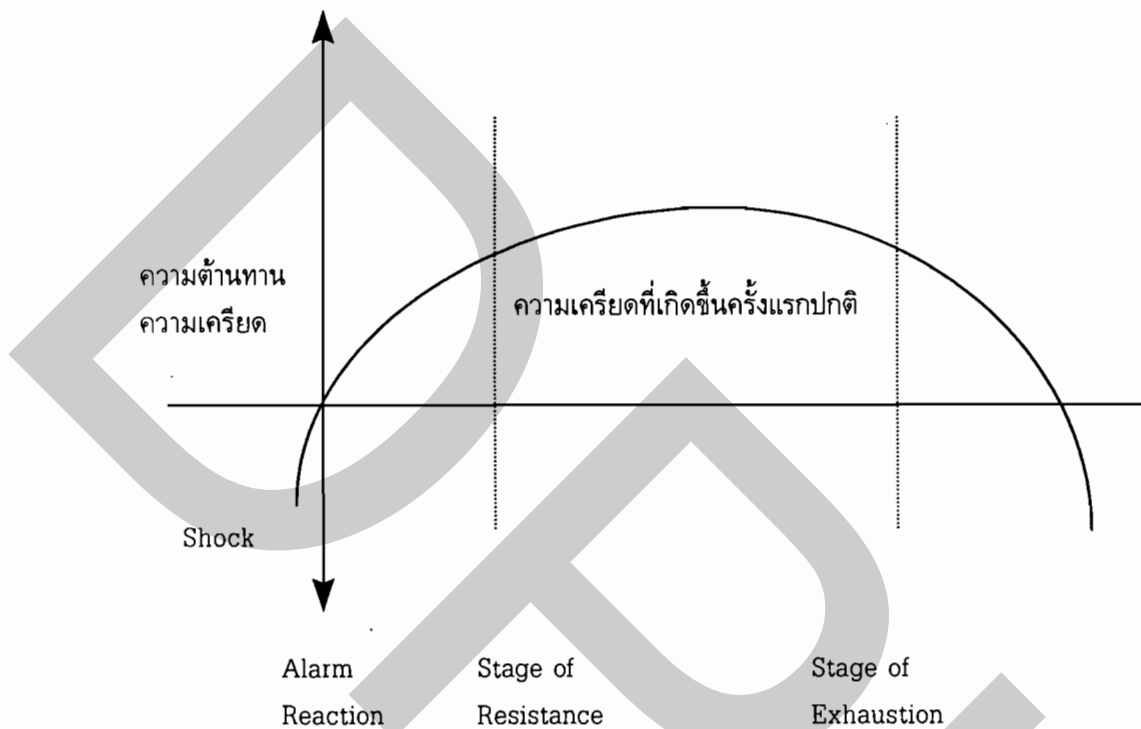 ความต้านทาน
ความเครียด
ความเครียดที่เกิดขึ้นครั้งแรกปกติ
Shock
Alarm
Reaction
Stage of
Resistance
Stage of
Exhaustion